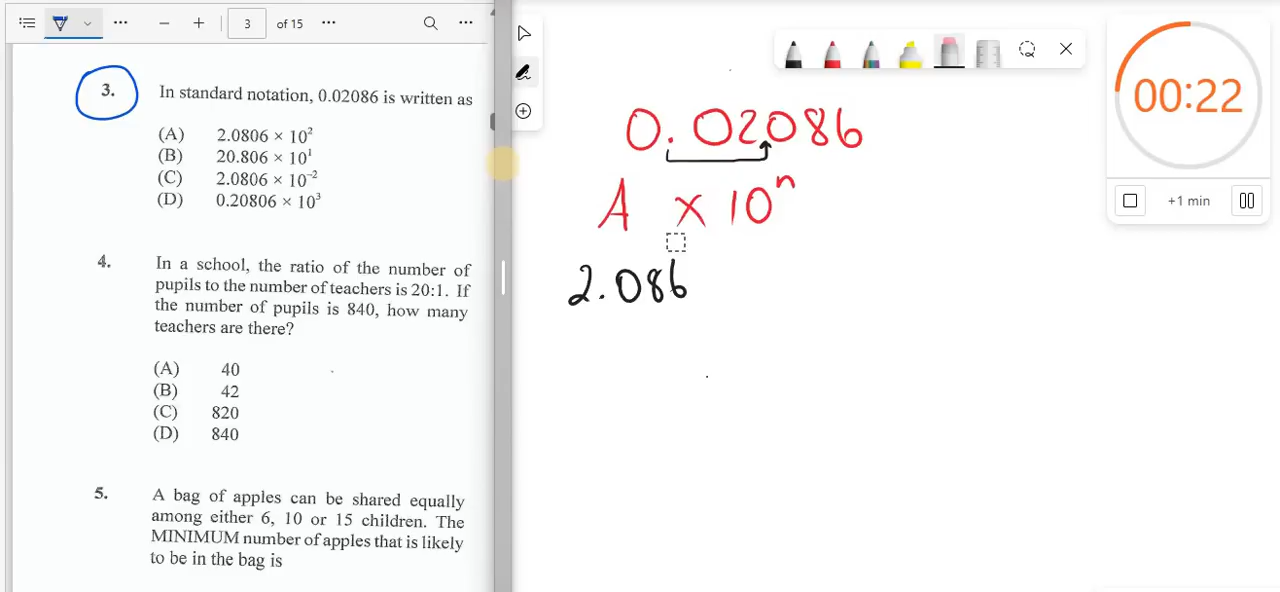 3 of 15
3. In standard notation, 0.02086 is written as
(A) 2.0806 × 10²
(B) 20.806 × 10¹
(C) 2.0806 × 10⁻²
(D) 0.20806 × 10³
4. In a school, the ratio of the number of
pupils to the number of teachers is 20:1. If
the number of pupils is 840, how many
teachers are there?
(A) 40
(B) 42
(C) 820
(D) 840
5. A bag of apples can be shared equally
among either 6, 10 or 15 children. The
MINIMUM number of apples that is likely
to be in the bag is
0.02086
A × 10ⁿ
2.086
00:22
+1 min